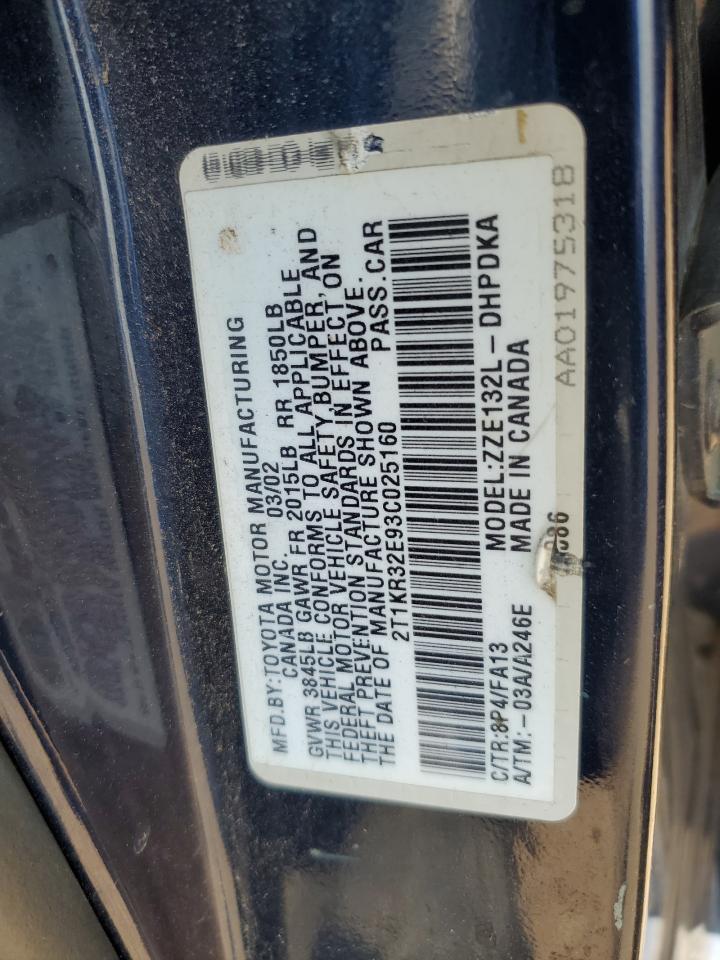 MFD.BY:TOYOTA MOTOR MANUFACTURING
CANADA INC. 03/02
GVWR 3845LB GAWR FR 2015LB RR 1850LB
THIS VEHICLE CONFORMS TO ALL APPLICABLE
FEDERAL MOTOR VEHICLE SAFETY, BUMPER, AND
THEFT PREVENTION STANDARDS IN EFFECT ON
THE DATE OF MANUFACTURE SHOWN ABOVE.
2T1KR32E93C025160 PASS.CAR
C/TR:8P4/FA13 MODEL:ZZE132L-DHPDKA
A/TM:-03A/A246E MADE IN CANADA
086
AA01975318